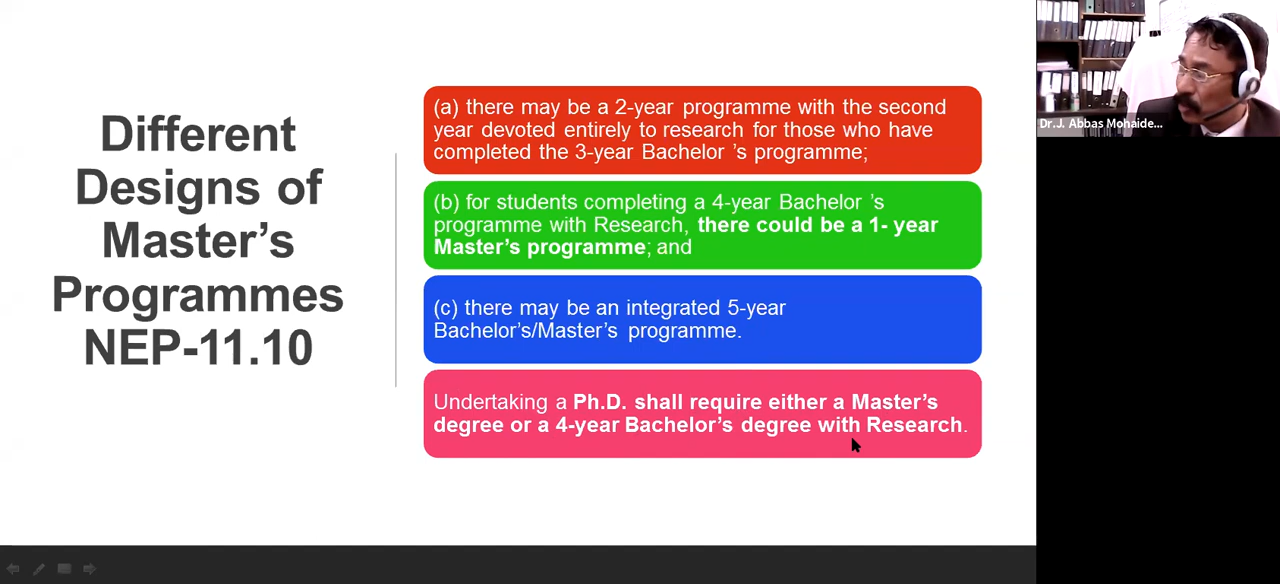 Different
Designs of
Master’s
Programmes
NEP-11.10
(a) there may be a 2-year programme with the second
year devoted entirely to research for those who have
completed the 3-year Bachelor ’s programme;
(b) for students completing a 4-year Bachelor ’s
programme with Research, there could be a 1- year
Master’s programme; and
(c) there may be an integrated 5-year
Bachelor’s/Master’s programme.
Undertaking a Ph.D. shall require either a Master’s
degree or a 4-year Bachelor’s degree with Research.
Dr.J. Abbas Mohaide...